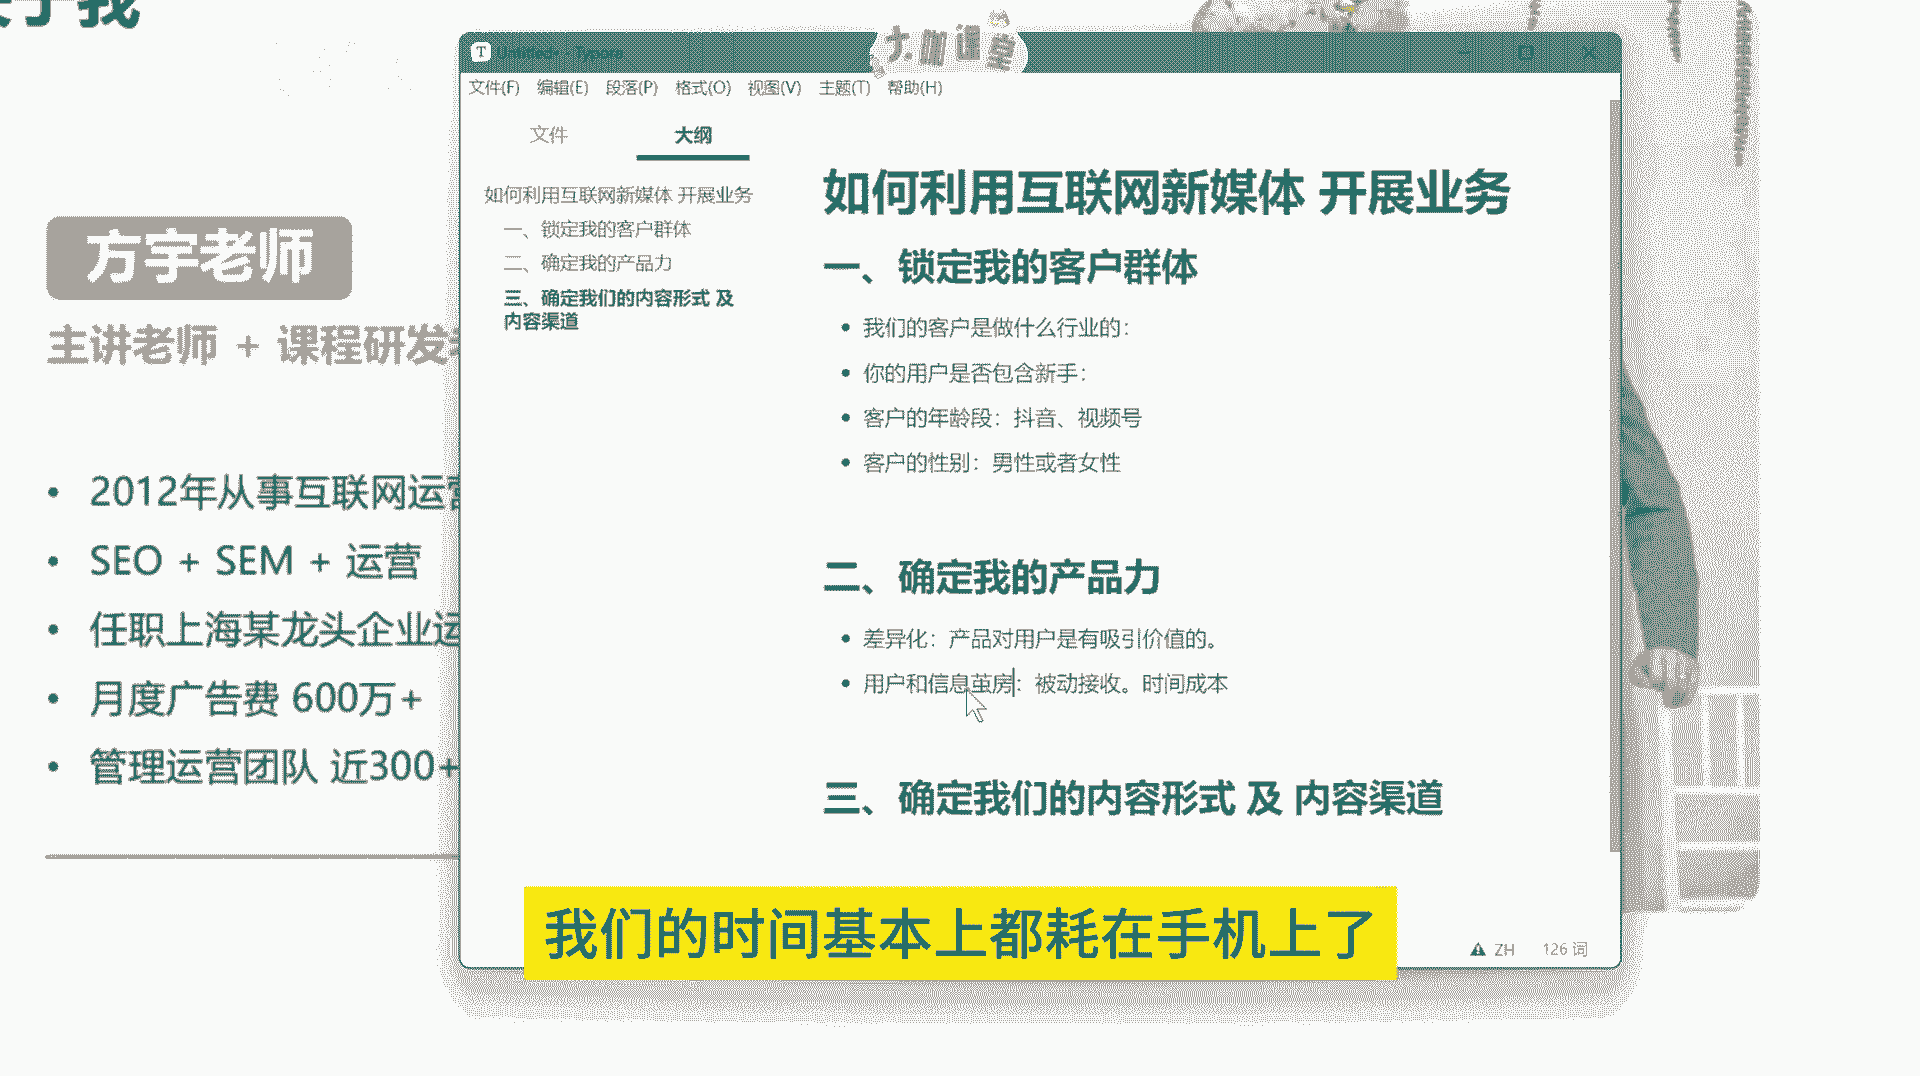 于我
方宇老师
主讲老师 + 课程研发
2012年从事互联网运营
SEO + SEM + 运营
任职上海某龙头企业运
月度广告费 600万+
管理运营团队 近300+
大咖课堂
Untitled • - Typora
文件(F) 编辑(E) 段落(P) 格式(O) 视图(V) 主题(T) 帮助(H)
文件 大纲
如何利用互联网新媒体 开展业务
一、锁定我的客户群体
二、确定我的产品力
三、确定我们的内容形式 及
内容渠道
如何利用互联网新媒体 开展业务
一、锁定我的客户群体
我们的客户是做什么行业的：
你的用户是否包含新手：
客户的年龄段：抖音、视频号
客户的性别：男性或者女性
二、确定我的产品力
差异化：产品对用户是有吸引价值的。
用户和信息茧房：被动接收。时间成本
三、确定我们的内容形式 及 内容渠道
我们的时间基本上都耗在手机上了
ZH 126 词